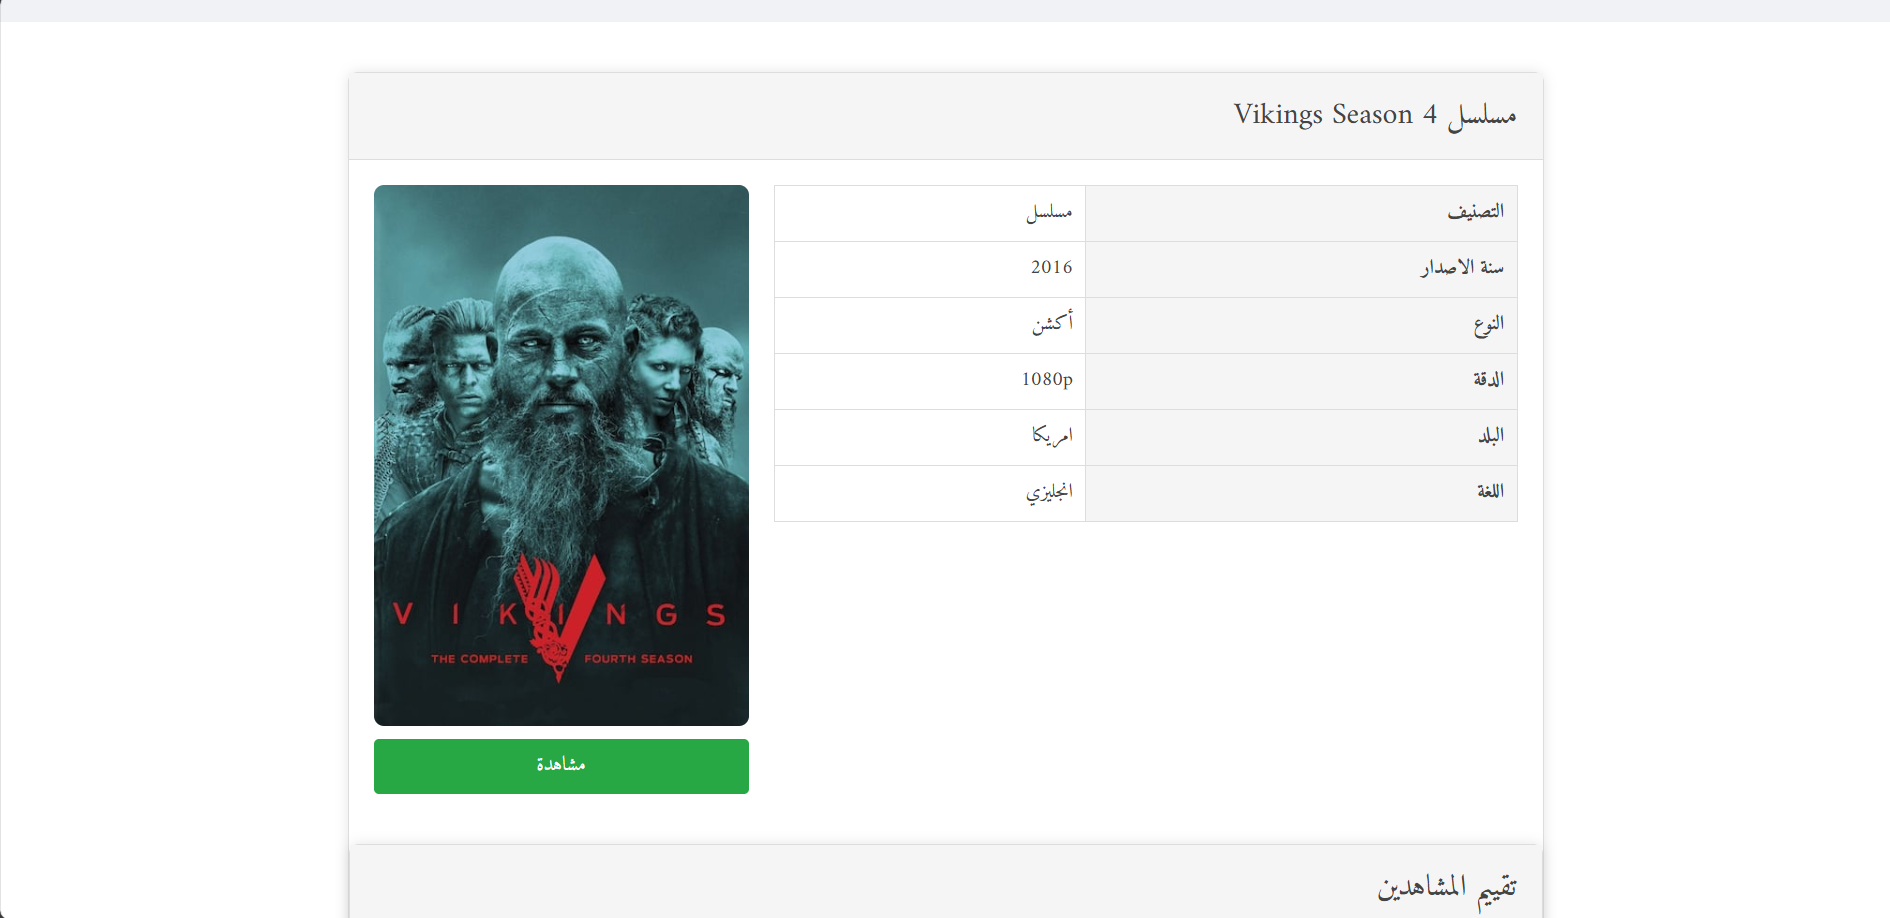 مسلسل Vikings Season 4
التصنيف مسلسل
سنة الاصدار 2016
النوع أكشن
الدقة 1080p
البلد امريكا
اللغة انجليزي
VIKINGS
THE COMPLETE FOURTH SEASON
مشاهدة
تقييم المشاهدين